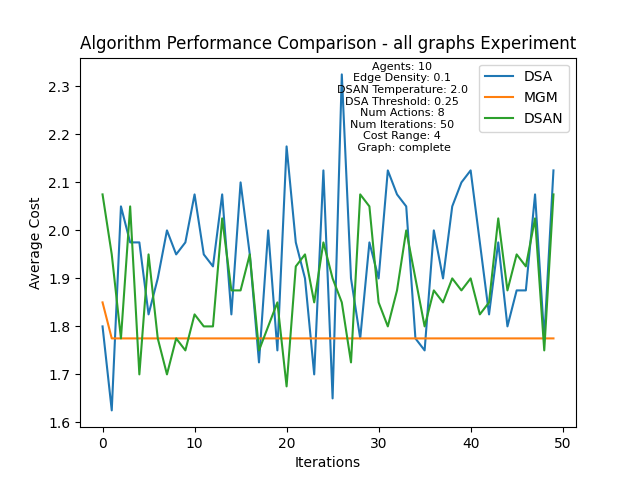 Algorithm Performance Comparison - all graphs Experiment
Agents: 10
Edge Density: 0.1
DSAN Temperature: 2.0
DSA Threshold: 0.25
Num Actions: 8
Num Iterations: 50
Cost Range: 4
Graph: complete
DSA
MGM
DSAN
Average Cost
2.3
2.2
2.1
2.0
1.9
1.8
1.7
1.6
0
10
20
30
40
50
Iterations